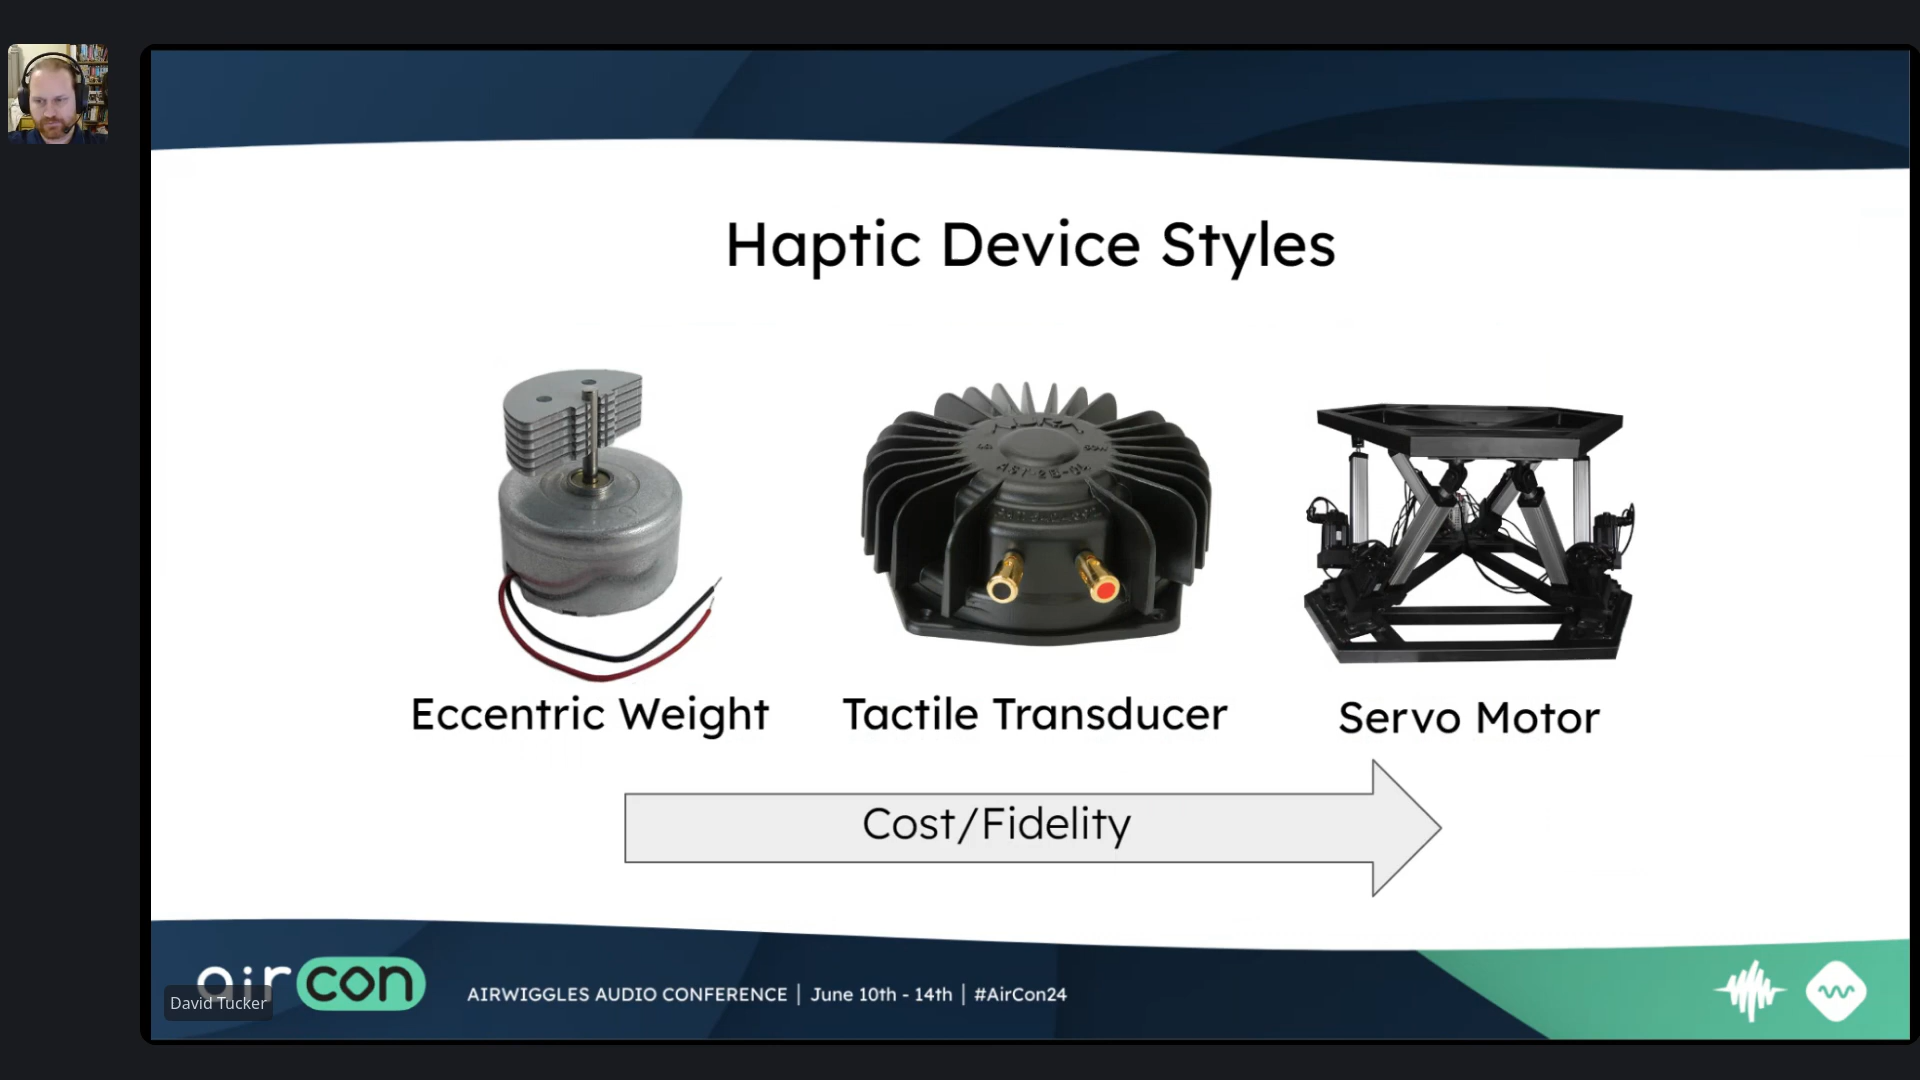 Haptic Device Styles
AURA
Eccentric Weight
Tactile Transducer
Servo Motor
Cost/Fidelity
aircon
David Tucker
AIRWIGGLES AUDIO CONFERENCE | June 10th - 14th | #AirCon24